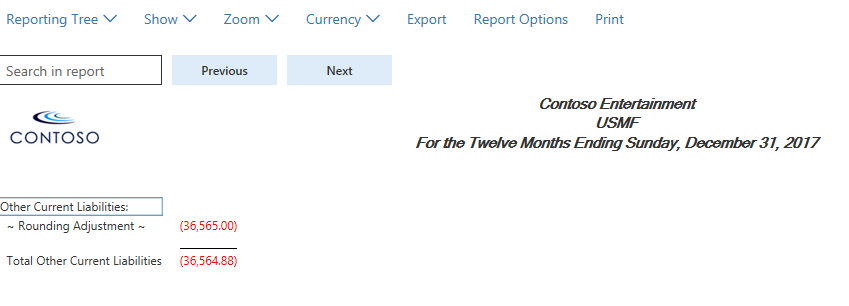 Reporting Tree Show Zoom Currency Export Report Options Print
Search in report Previous Next
CONTOSO
Contoso Entertainment
USMF
For the Twelve Months Ending Sunday, December 31, 2017
Other Current Liabilities:
~ Rounding Adjustment ~ (36,565.00)
Total Other Current Liabilities (36,564.88)